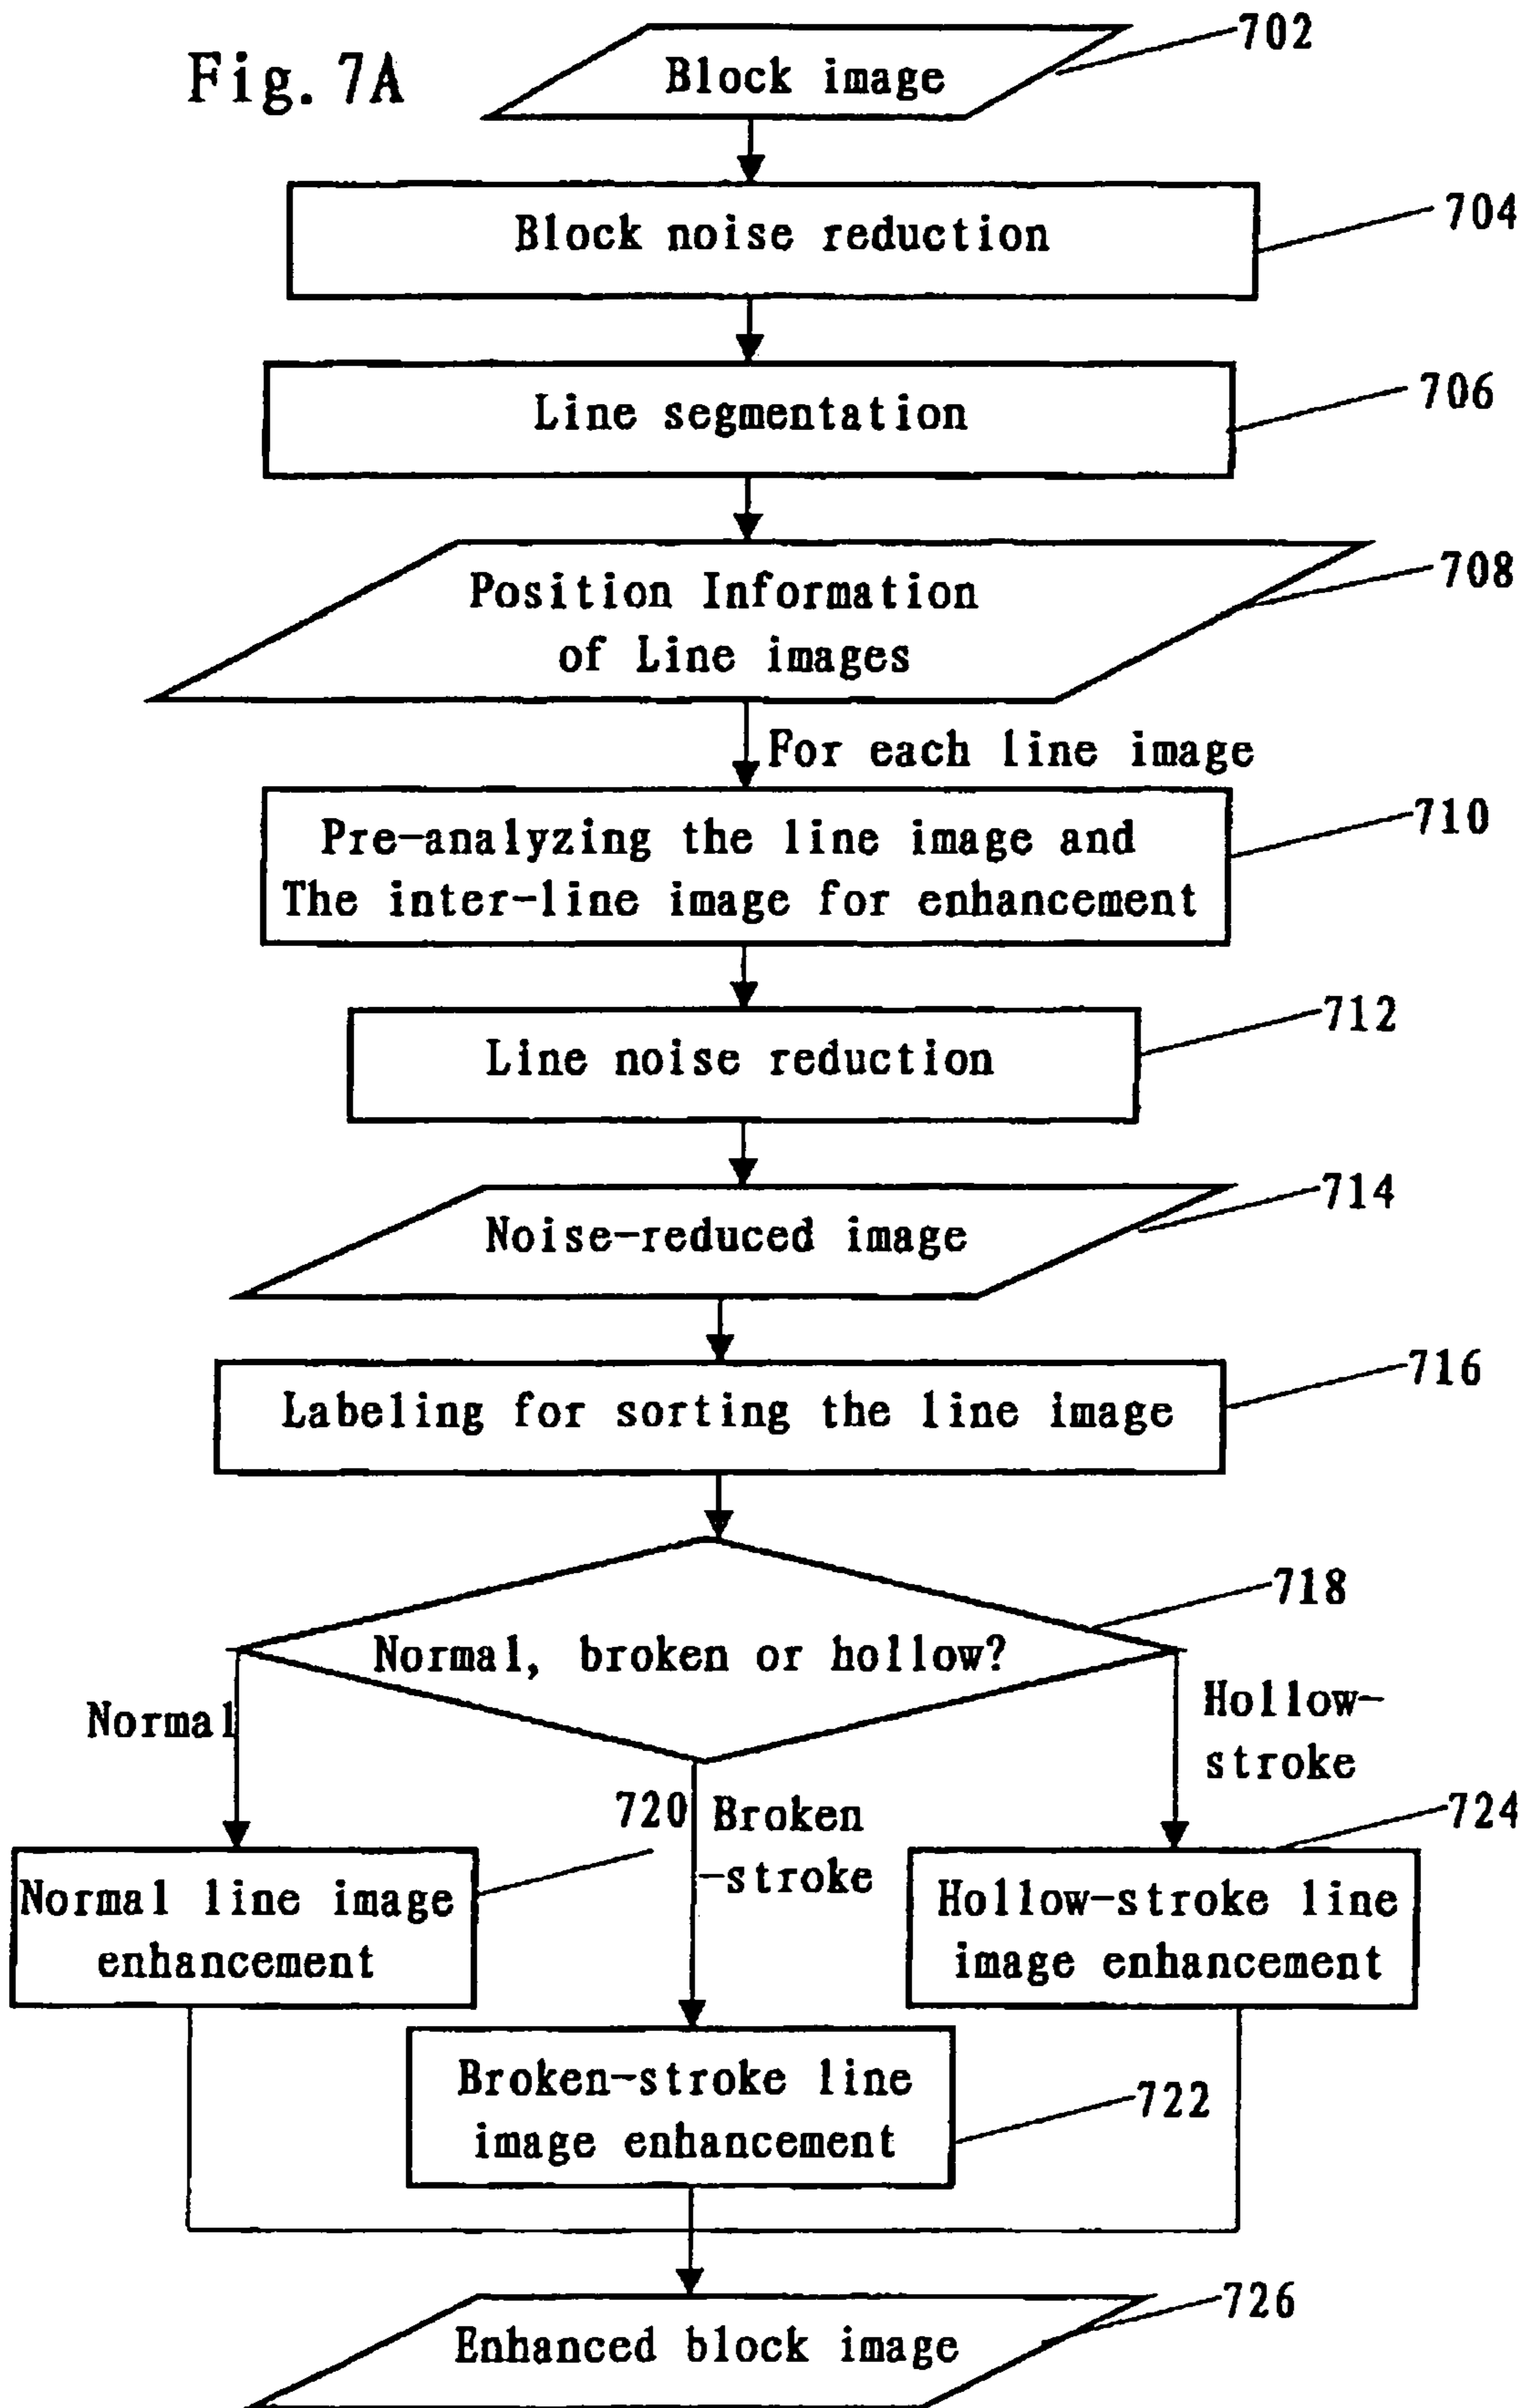 Fig. 7A
Block image
702
Block noise reduction
704
Line segmentation
706
Position Information
of Line images
708
For each line image
Pre-analyzing the line image and
The inter-line image for enhancement
710
Line noise reduction
712
Noise-reduced image
714
Labeling for sorting the line image
716
Normal, broken or hollow?
718
Normal
Broken
-stroke
Hollow-
stroke
720
Normal line image
enhancement
724
Hollow-stroke line
image enhancement
Broken-stroke line
image enhancement
722
Enhanced block image
726